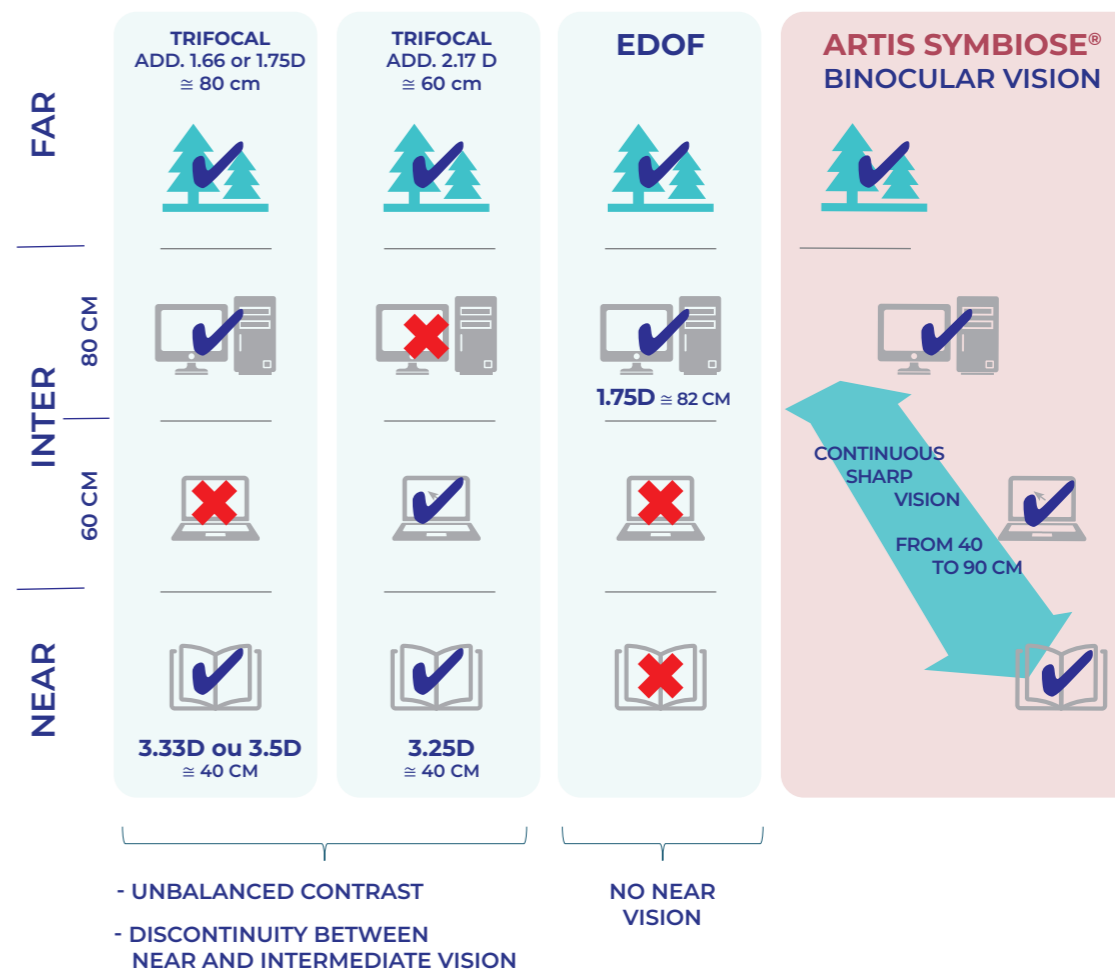 TRIFOCAL
ADD. 1.66 or 1.75D
≅ 80 cm
TRIFOCAL
ADD. 2.17 D
≅ 60 cm
EDOF
ARTIS SYMBIOSE®
BINOCULAR VISION
FAR
INTER
80 CM
1.75D ≅ 82 CM
60 CM
CONTINUOUS
SHARP
VISION
FROM 40
TO 90 CM
NEAR
3.33D ou 3.5D
≅ 40 CM
3.25D
≅ 40 CM
- UNBALANCED CONTRAST
- DISCONTINUITY BETWEEN
NEAR AND INTERMEDIATE VISION
NO NEAR
VISION